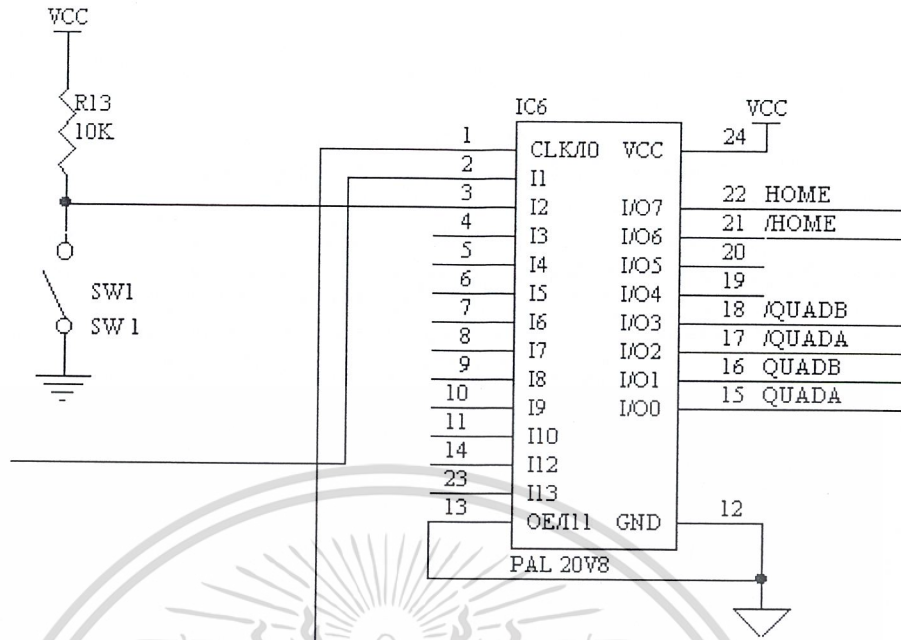 VCC
R13
10K
SW1
SW 1
IC6
VCC
1 CLK/I0 VCC 24
2 I1
3 I2 I/O7 22 HOME
4 I3 I/O6 21 /HOME
5 I4 I/O5 20
6 I5 I/O4 19
7 I6 I/O3 18 /QUADB
8 I7 I/O2 17 /QUADA
9 I8 I/O1 16 QUADB
10 I9 I/O0 15 QUADA
11 I10
14 I12
23 I13
13 OE/I11 GND 12
PAL 20V8